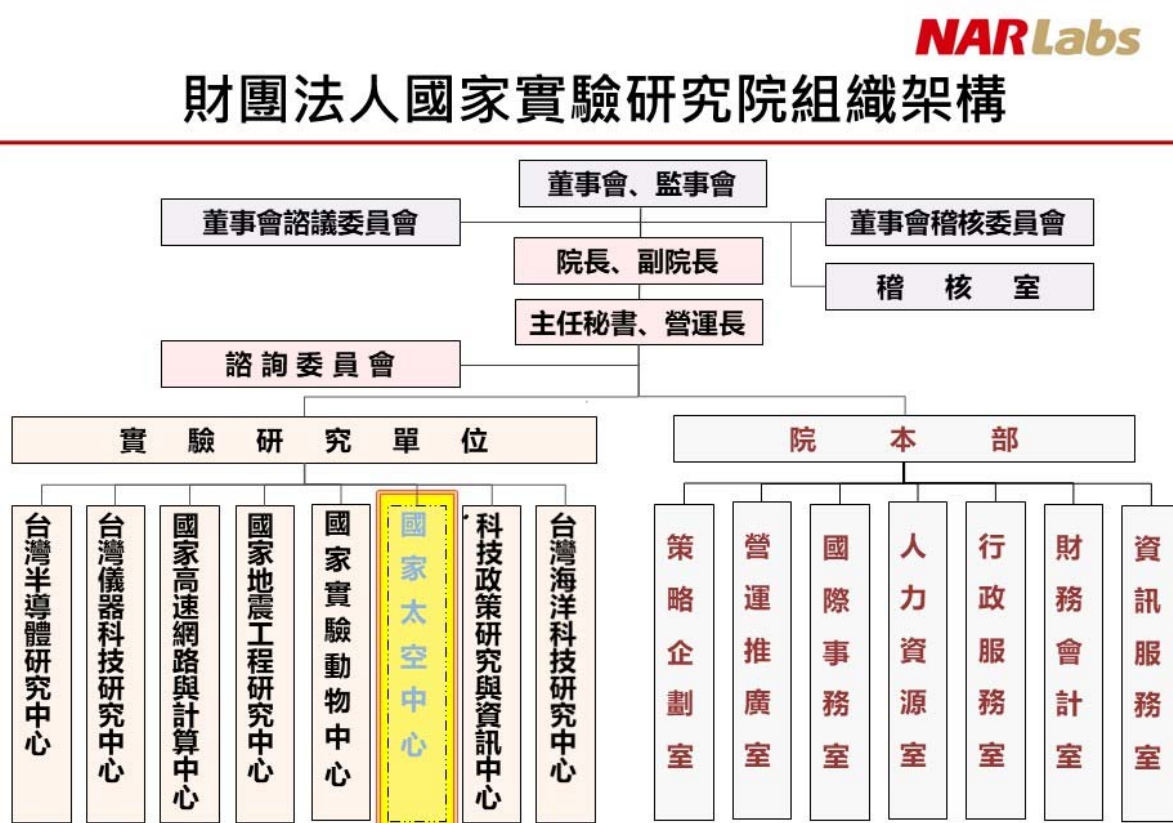 NARLabs
財團法人國家實驗研究院組織架構
董事會、監事會
董事會諮議委員會
董事會稽核委員會
院長、副院長
稽核室
主任秘書、營運長
諮詢委員會
實驗研究單位
院本部
台灣半導體研究中心
台灣儀器科技研究中心
國家高速網路與計算中心
國家地震工程研究中心
國家實驗動物中心
國家太空中心
科技政策研究與資訊中心
台灣海洋科技研究中心
策略企劃室
營運推廣室
國際事務室
人力資源室
行政服務室
財務會計室
資訊服務室